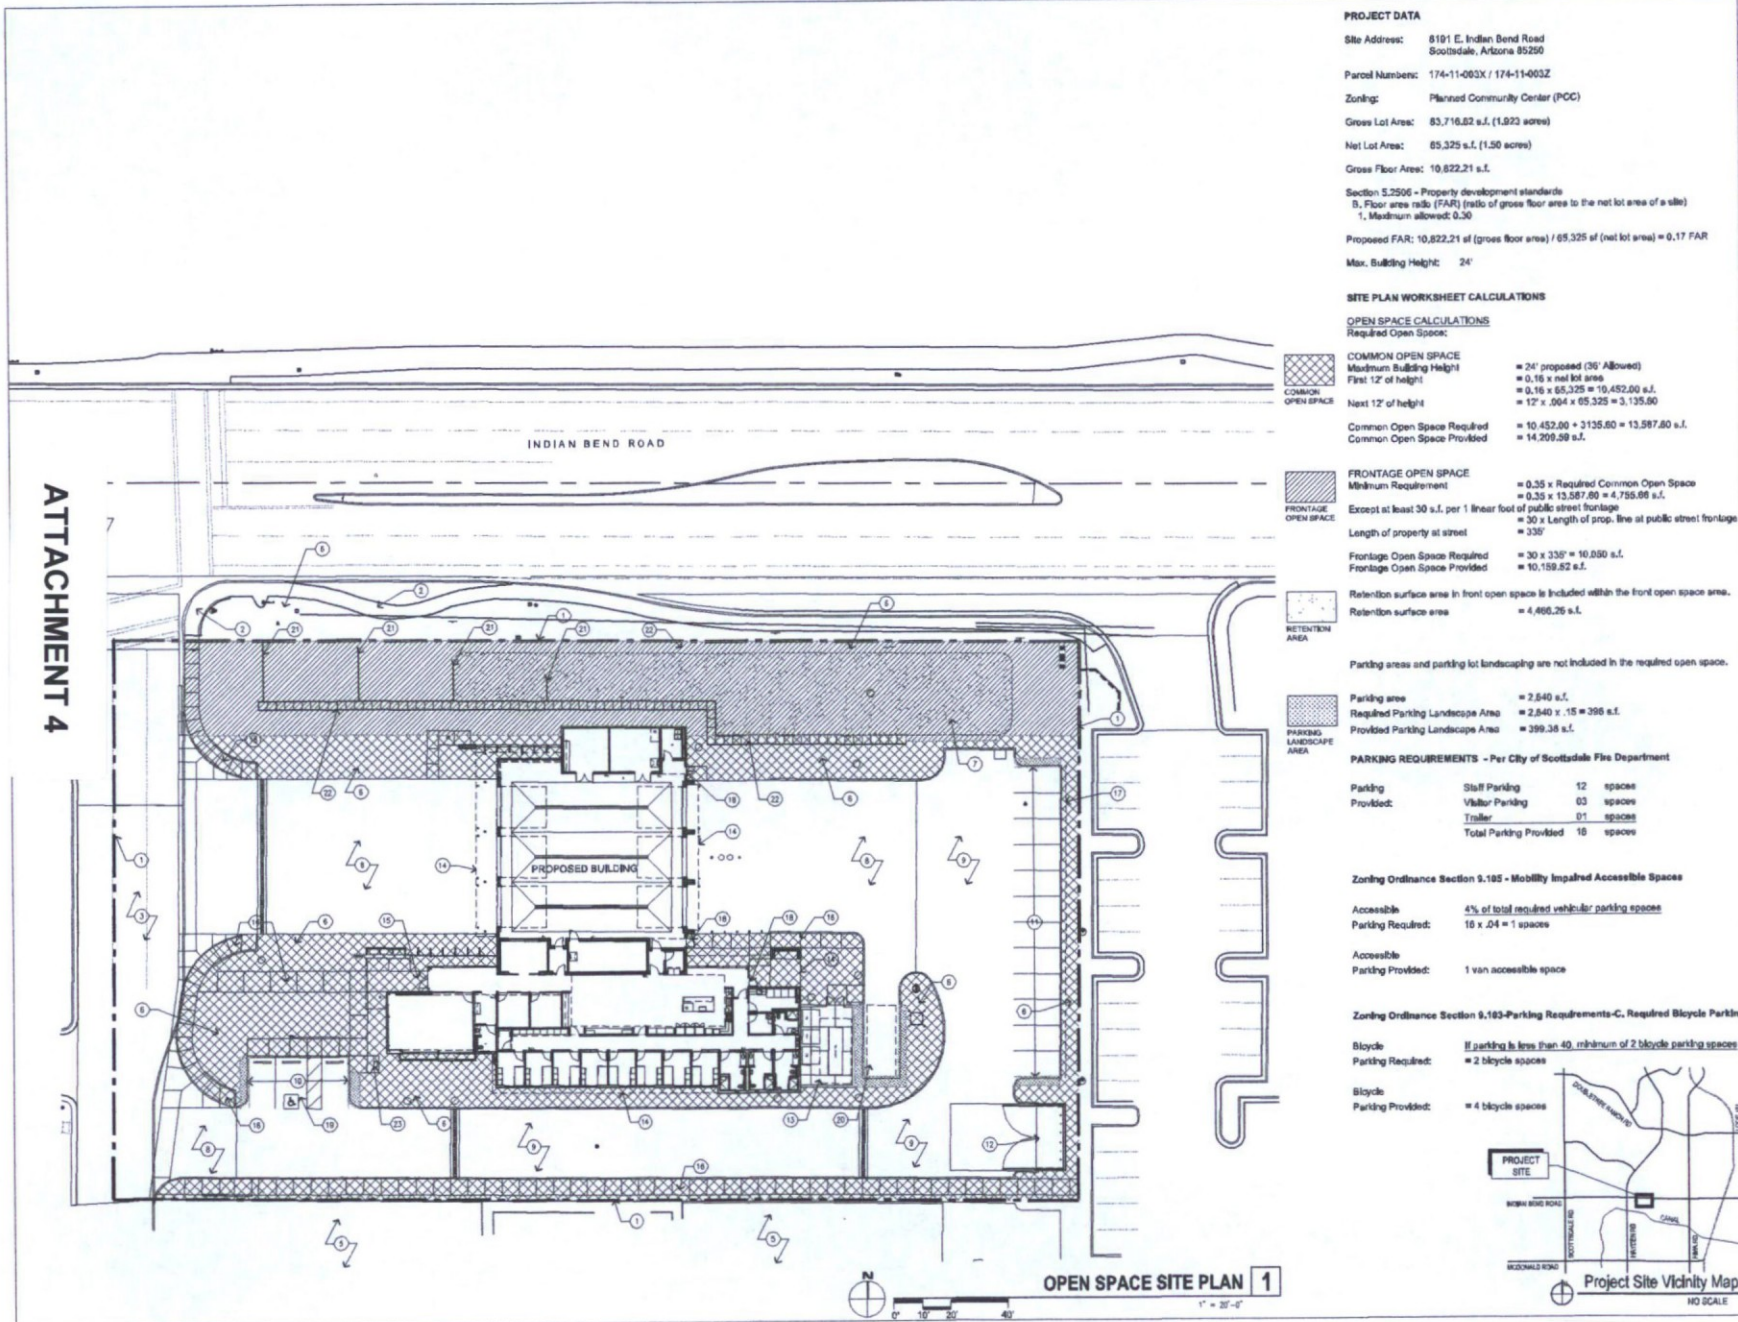 PROJECT DATA
Site Address: 8191 E. Indian Bend Road
Scottsdale, Arizona 85250
Parcel Numbers: 174-11-003X / 174-11-003Z
Zoning: Planned Community Center (PCC)
Gross Lot Area: 83,716.82 s.f. (1.923 acres)
Net Lot Area: 65,325 s.f. (1.50 acres)
Gross Floor Area: 10,822.21 s.f.
Section 5.2506 - Property development standards
B. Floor area ratio (FAR) (ratio of gross floor area to the net lot area of a site)
1. Maximum allowed: 0.30
Proposed FAR: 10,822.21 sf (gross floor area) / 65,325 sf (net lot area) = 0.17 FAR
Max. Building Height: 24'
SITE PLAN WORKSHEET CALCULATIONS
OPEN SPACE CALCULATIONS
Required Open Space:
COMMON OPEN SPACE
COMMON OPEN SPACE
Maximum Building Height = 24' proposed (36' Allowed)
First 12' of height = 0.16 x net lot area
= 0.16 x 65,325 = 10,452.00 s.f.
Next 12' of height = 12' x .004 x 65,325 = 3,135.60
Common Open Space Required = 10,452.00 + 3135.60 = 13,587.60 s.f.
Common Open Space Provided = 14,209.59 s.f.
FRONTAGE OPEN SPACE
FRONTAGE OPEN SPACE
Minimum Requirement = 0.35 x Required Common Open Space
= 0.35 x 13,587.60 = 4,755.66 s.f.
Except at least 30 s.f. per 1 linear foot of public street frontage
= 30 x Length of prop. line at public street frontage
Length of property at street = 335'
Frontage Open Space Required = 30 x 335' = 10,050 s.f.
Frontage Open Space Provided = 10,159.52 s.f.
RETENTION AREA
Retention surface area in front open space is included within the front open space area.
Retention surface area = 4,466.26 s.f.
Parking areas and parking lot landscaping are not included in the required open space.
PARKING LANDSCAPE AREA
Parking area = 2,640 s.f.
Required Parking Landscape Area = 2,640 x .15 = 396 s.f.
Provided Parking Landscape Area = 399.38 s.f.
PARKING REQUIREMENTS - Per City of Scottsdale Fire Department
Parking Provided: Staff Parking 12 spaces
Visitor Parking 03 spaces
Trailer 01 spaces
Total Parking Provided 16 spaces
Zoning Ordinance Section 9.105 - Mobility Impaired Accessible Spaces
Accessible Parking Required: 4% of total required vehicular parking spaces
16 x .04 = 1 spaces
Accessible
Parking Provided: 1 van accessible space
Zoning Ordinance Section 9.103-Parking Requirements-C. Required Bicycle Parkin
Bicycle If parking is less than 40, minimum of 2 bicycle parking spaces
Parking Required: = 2 bicycle spaces
Bicycle
Parking Provided: = 4 bicycle spaces
PROJECT SITE
INDIAN BEND ROAD
SCOTTSDALE RD
HAYDEN RD
CANAL
MCDONALD ROAD
Project Site Vicinity Map
NO SCALE
ATTACHMENT 4
INDIAN BEND ROAD
PROPOSED BUILDING
N
0' 10' 20' 40'
OPEN SPACE SITE PLAN 1
1" = 20'-0"